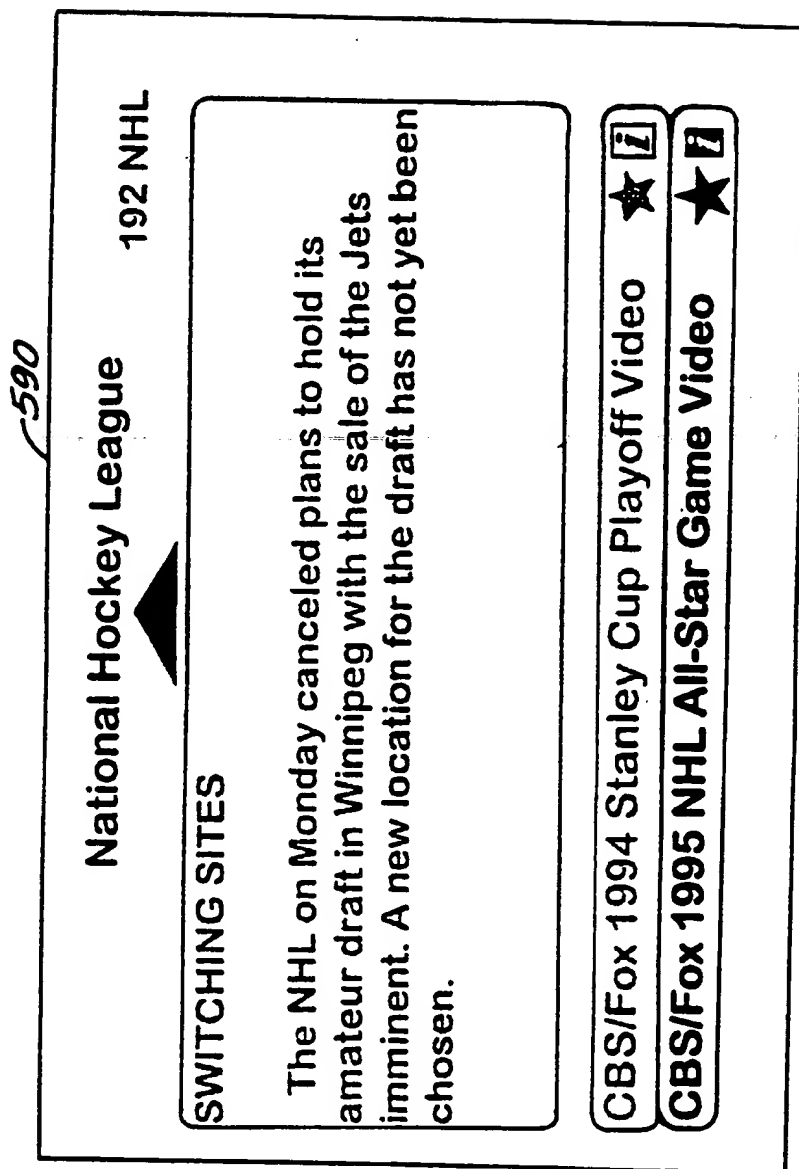 590
National Hockey League
192 NHL
SWITCHING SITES
The NHL on Monday canceled plans to hold its
amateur draft in Winnipeg with the sale of the Jets
imminent. A new location for the draft has not yet been
chosen.
CBS/Fox 1994 Stanley Cup Playoff Video i
CBS/Fox 1995 NHL All-Star Game Video i